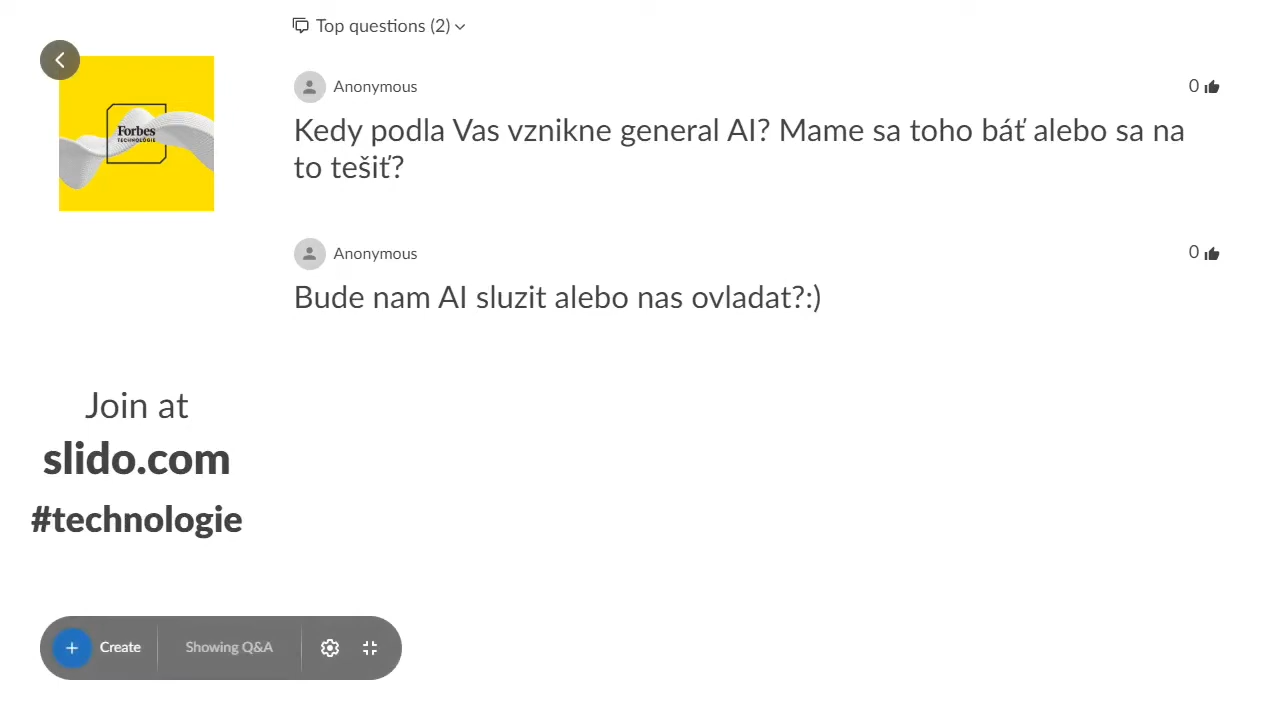 Top questions (2)
Forbes
TECHNOLÓGIE
Anonymous
0
Kedy podla Vas vznikne general AI? Mame sa toho báť alebo sa na
to tešiť?
Anonymous
0
Bude nam AI sluzit alebo nas ovladat?:)
Join at
slido.com
#technologie
Create
Showing Q&A